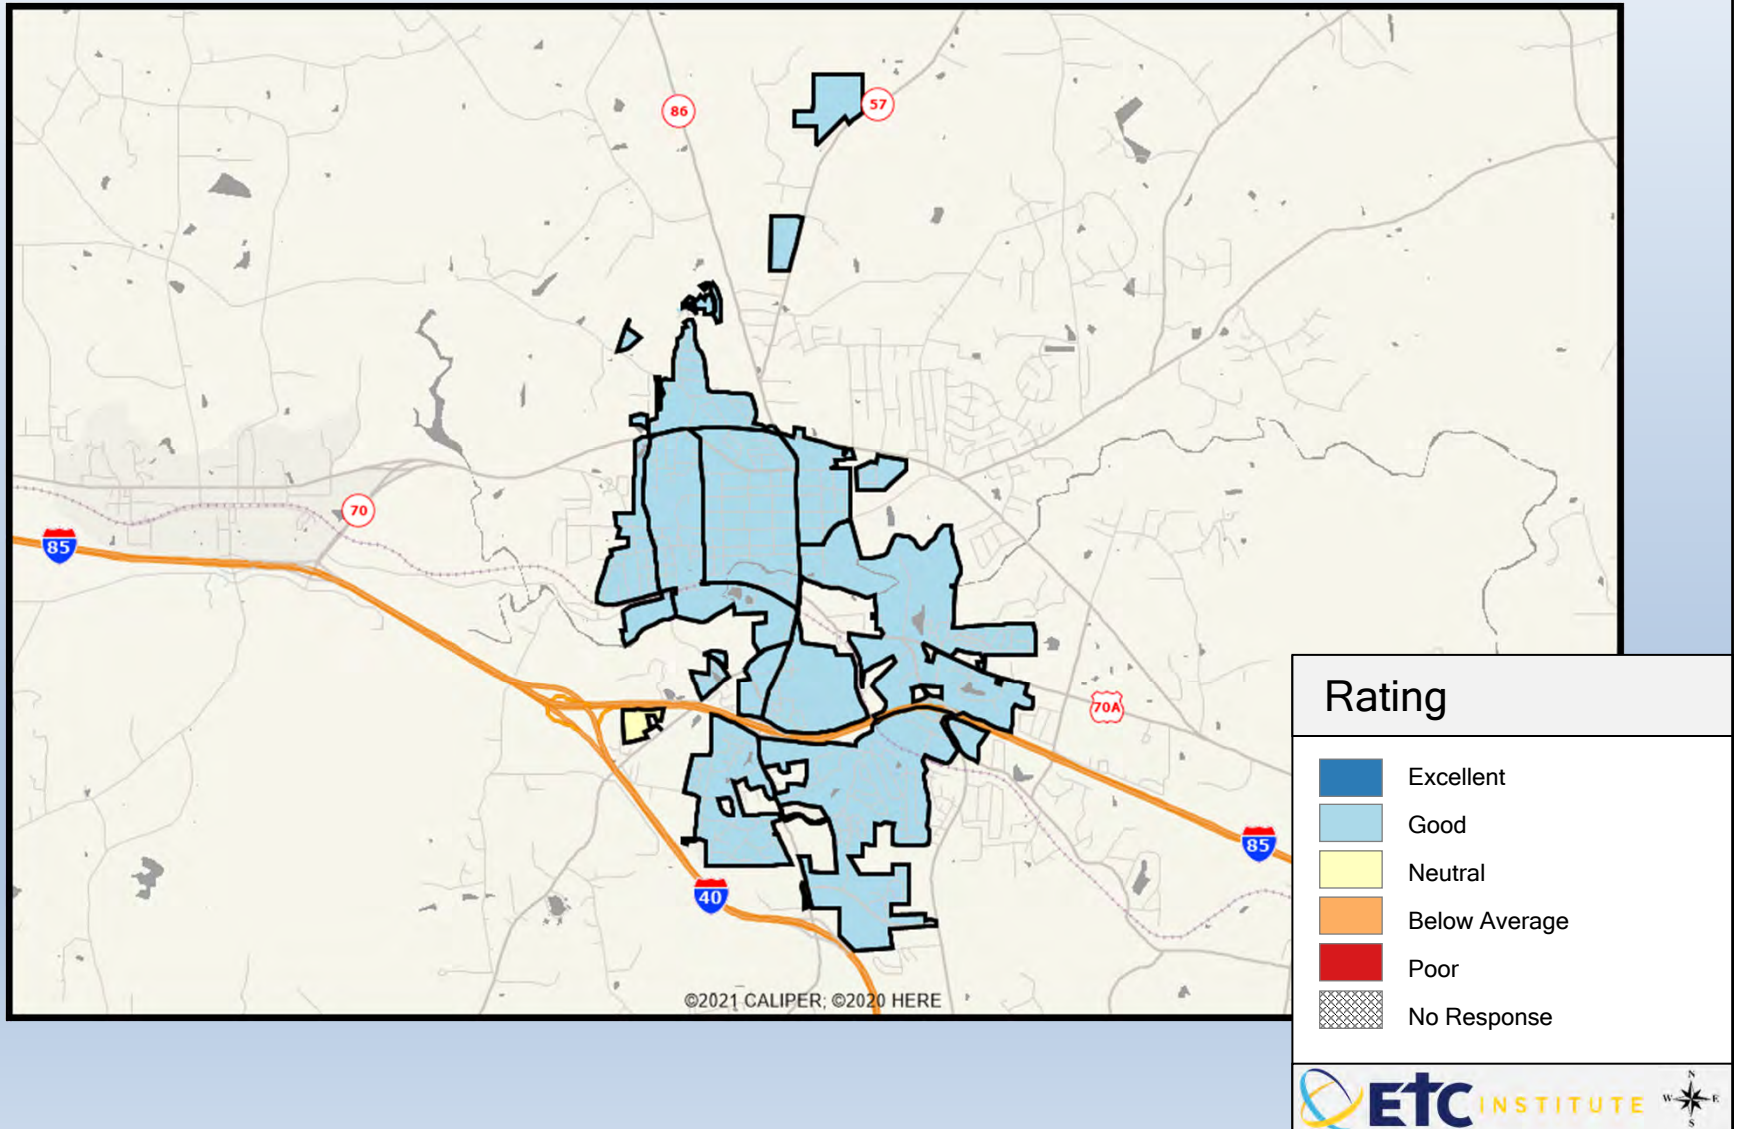 86
57
70
85
70A
85
40
©2021 CALIPER; ©2020 HERE
Rating
Excellent
Good
Neutral
Below Average
Poor
No Response
ETC INSTITUTE
N
W E
S